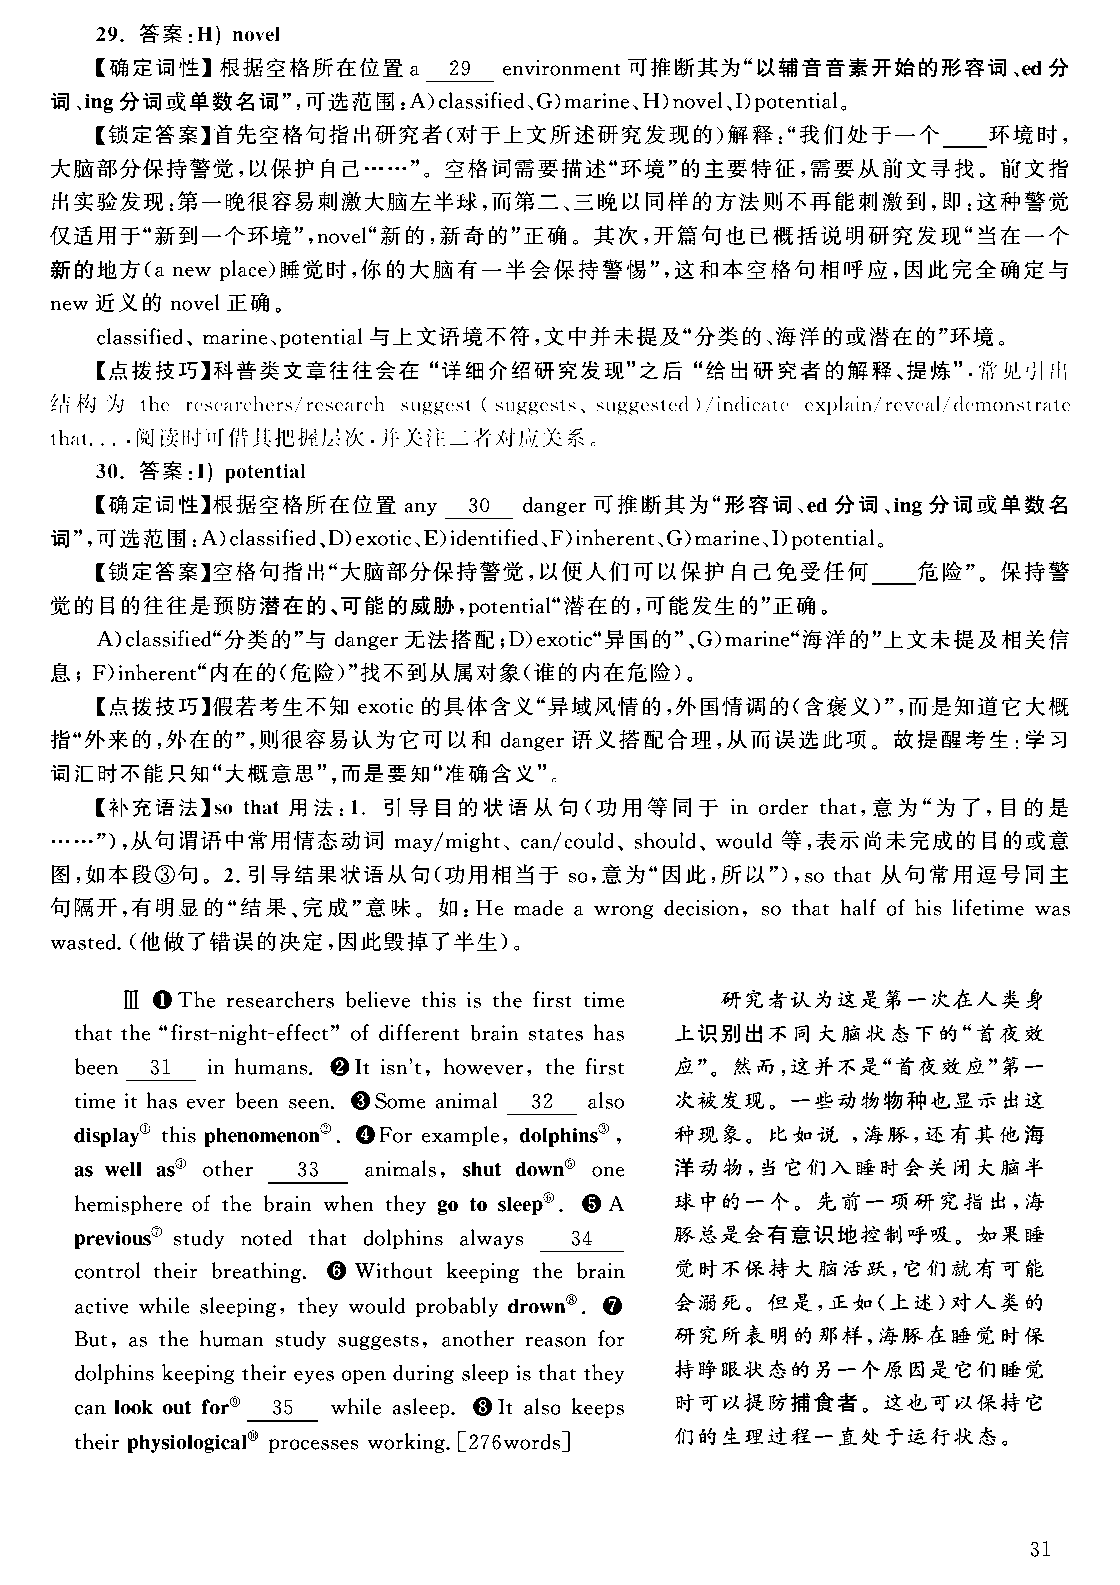 29. 答案:H) novel
【确定词性】根据空格所在位置 a 29 environment 可推断其为“以辅音音素开始的形容词、ed 分
词、ing 分词或单数名词”,可选范围:A)classified、G)marine、H)novel、I)potential。
【锁定答案】首先空格句指出研究者(对于上文所述研究发现的)解释:“我们处于一个____环境时,
大脑部分保持警觉,以保护自己……”。空格词需要描述“环境”的主要特征,需要从前文寻找。前文指
出实验发现:第一晚很容易刺激大脑左半球,而第二、三晚以同样的方法则不再能刺激到,即:这种警觉
仅适用于“新到一个环境”,novel“新的,新奇的”正确。其次,开篇句也已概括说明研究发现“当在一个
新的地方(a new place)睡觉时,你的大脑有一半会保持警惕”,这和本空格句相呼应,因此完全确定与
new 近义的 novel 正确。
classified、marine、potential 与上文语境不符,文中并未提及“分类的、海洋的或潜在的”环境。
【点拨技巧】科普类文章往往会在“详细介绍研究发现”之后“给出研究者的解释、提炼”,常见引出
结构为 the researchers/research suggest(suggests、suggested)/indicate explain/reveal/demonstrate
that...,阅读时可借其把握层次,并关注二者对应关系。
30. 答案:I) potential
【确定词性】根据空格所在位置 any 30 danger 可推断其为“形容词、ed 分词、ing 分词或单数名
词”,可选范围:A)classified、D)exotic、E)identified、F)inherent、G)marine、I)potential。
【锁定答案】空格句指出“大脑部分保持警觉,以便人们可以保护自己免受任何____危险”。保持警
觉的目的往往是预防潜在的、可能的威胁,potential“潜在的,可能发生的”正确。
A)classified“分类的”与 danger 无法搭配;D)exotic“异国的”、G)marine“海洋的”上文未提及相关信
息; F)inherent“内在的(危险)”找不到从属对象(谁的内在危险)。
【点拨技巧】假若考生不知 exotic 的具体含义“异域风情的,外国情调的(含褒义)”,而是知道它大概
指“外来的,外在的”,则很容易认为它可以和 danger 语义搭配合理,从而误选此项。故提醒考生:学习
词汇时不能只知“大概意思”,而是要知“准确含义”。
【补充语法】so that 用法:1. 引导目的状语从句(功用等同于 in order that,意为“为了,目的是
……”),从句谓语中常用情态动词 may/might、can/could、should、would 等,表示尚未完成的目的或意
图,如本段③句。2. 引导结果状语从句(功用相当于 so,意为“因此,所以”),so that 从句常用逗号同主
句隔开,有明显的“结果、完成”意味。如:He made a wrong decision, so that half of his lifetime was
wasted.(他做了错误的决定,因此毁掉了半生)。
Ⅲ ❶The researchers believe this is the first time
that the “first-night-effect” of different brain states has
been 31 in humans. ❷It isn't, however, the first
time it has ever been seen. ❸Some animal 32 also
display① this phenomenon②. ❹For example, dolphins③,
as well as④ other 33 animals, shut down⑤ one
hemisphere of the brain when they go to sleep⑥. ❺A
previous⑦ study noted that dolphins always 34
control their breathing. ❻Without keeping the brain
active while sleeping, they would probably drown⑧. ❼
But, as the human study suggests, another reason for
dolphins keeping their eyes open during sleep is that they
can look out for⑨ 35 while asleep. ❽It also keeps
their physiological⑩ processes working.[276words]
研究者认为这是第一次在人类身
上识别出不同大脑状态下的“首夜效
应”。然而,这并不是“首夜效应”第一
次被发现。一些动物物种也显示出这
种现象。比如说,海豚,还有其他海
洋动物,当它们入睡时会关闭大脑半
球中的一个。先前一项研究指出,海
豚总是会有意识地控制呼吸。如果睡
觉时不保持大脑活跃,它们就有可能
会溺死。但是,正如(上述)对人类的
研究所表明的那样,海豚在睡觉时保
持睁眼状态的另一个原因是它们睡觉
时可以提防捕食者。这也可以保持它
们的生理过程一直处于运行状态。
31